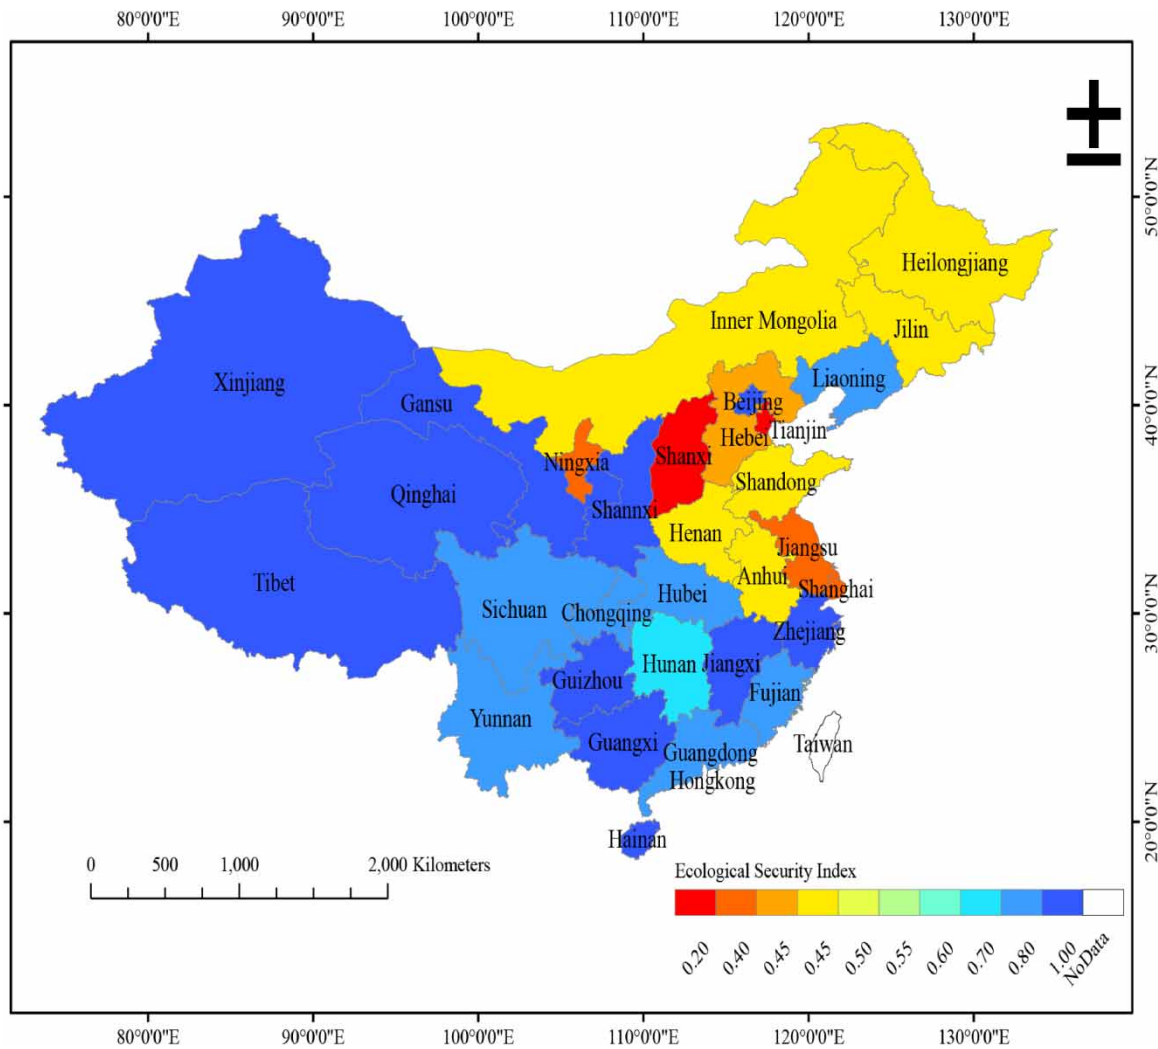 80°0'0"E 90°0'0"E 100°0'0"E 110°0'0"E 120°0'0"E 130°0'0"E
50°0'0"N
Heilongjiang
Inner Mongolia
Jilin
Xinjiang
Liaoning
Gansu
Beijing
40°0'0"N
Tianjin
Hebei
Shanxi
Ningxia
Shandong
Qinghai
Shannxi
Henan
Jiangsu
Anhui
Tibet
Shanghai
Hubei
Sichuan
Chongqing
30°0'0"N
Zhejiang
Hunan
Jiangxi
Guizhou
Fujian
Yunnan
Guangxi
Taiwan
Guangdong
Hongkong
20°0'0"N
Hainan
0 500 1,000 2,000 Kilometers
Ecological Security Index
0.20 0.40 0.45 0.45 0.50 0.55 0.60 0.70 0.80 1.00 NoData
80°0'0"E 90°0'0"E 100°0'0"E 110°0'0"E 120°0'0"E 130°0'0"E